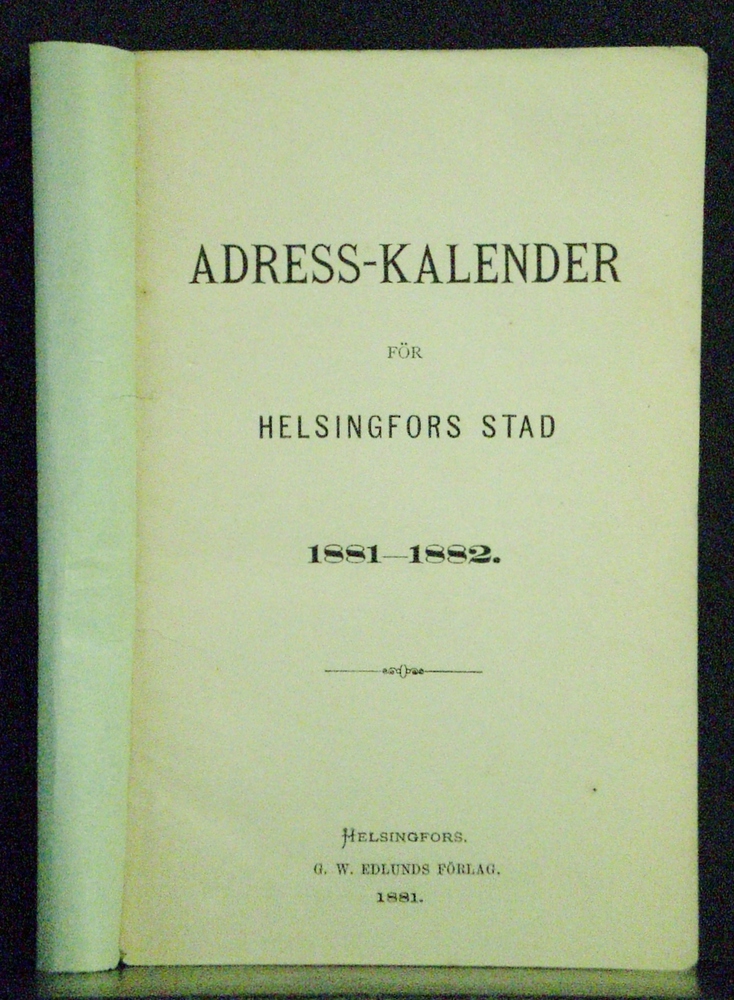 ADRESS-KALENDER
FÖR
HELSINGFORS STAD
1881—1882.
HELSINGFORS.
G. W. EDLUNDS FÖRLAG.
1881.